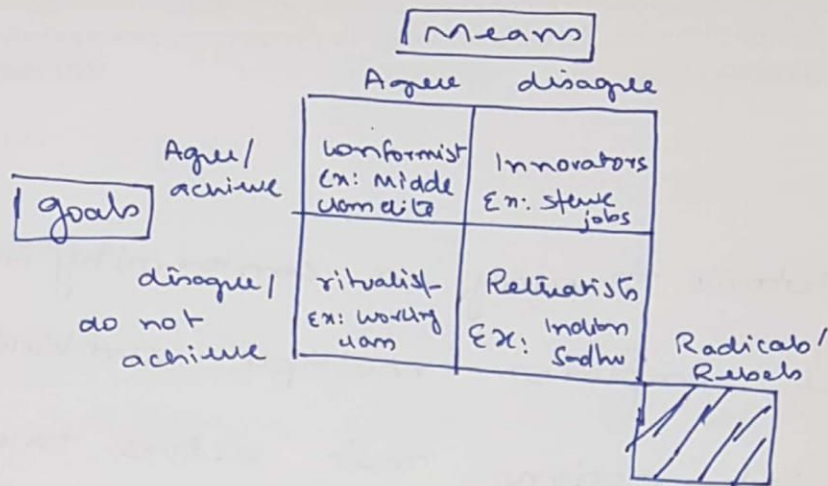 Means
Agree disagree
Agree/
achieve
Conformist
Ex: Midde
class elite
Innovators
Ex: Steve
jobs
goals
disagree/
do not
achieve
ritualist-
Ex: Working
class
Retreatists
Ex: Indian
Sadhu
Radicals/
Rebels